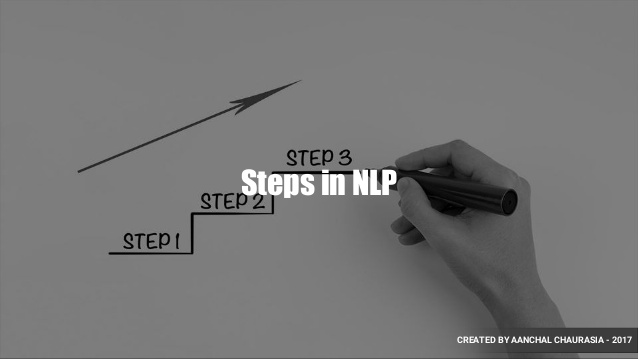 STEP 3
Steps in NLP
STEP 2
STEP 1
CREATED BY AANCHAL CHAURASIA - 2017